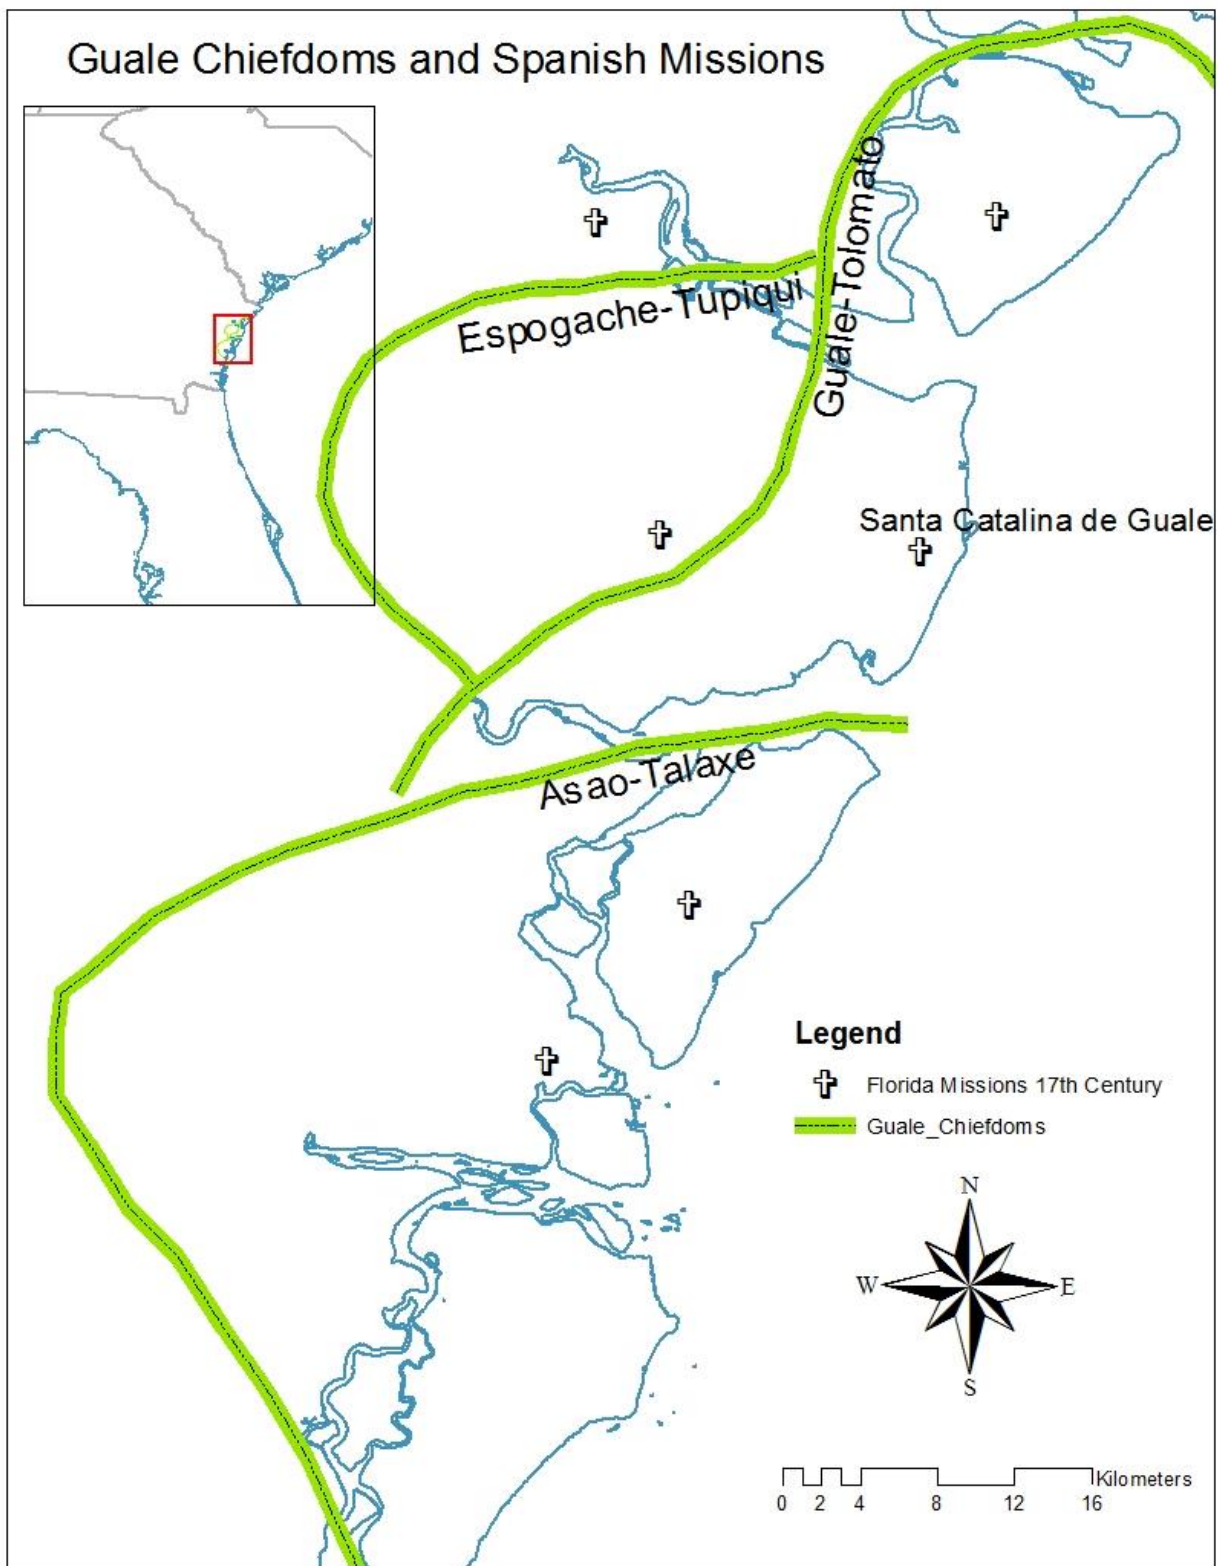 Guale Chiefdoms and Spanish Missions
Guale-Tolomato
Espogache-Tupiqui
Santa Catalina de Guale
Asao-Talaxe
Legend
Florida Missions 17th Century
Guale_Chiefdoms
N
W
E
S
Kilometers
0 2 4 8 12 16